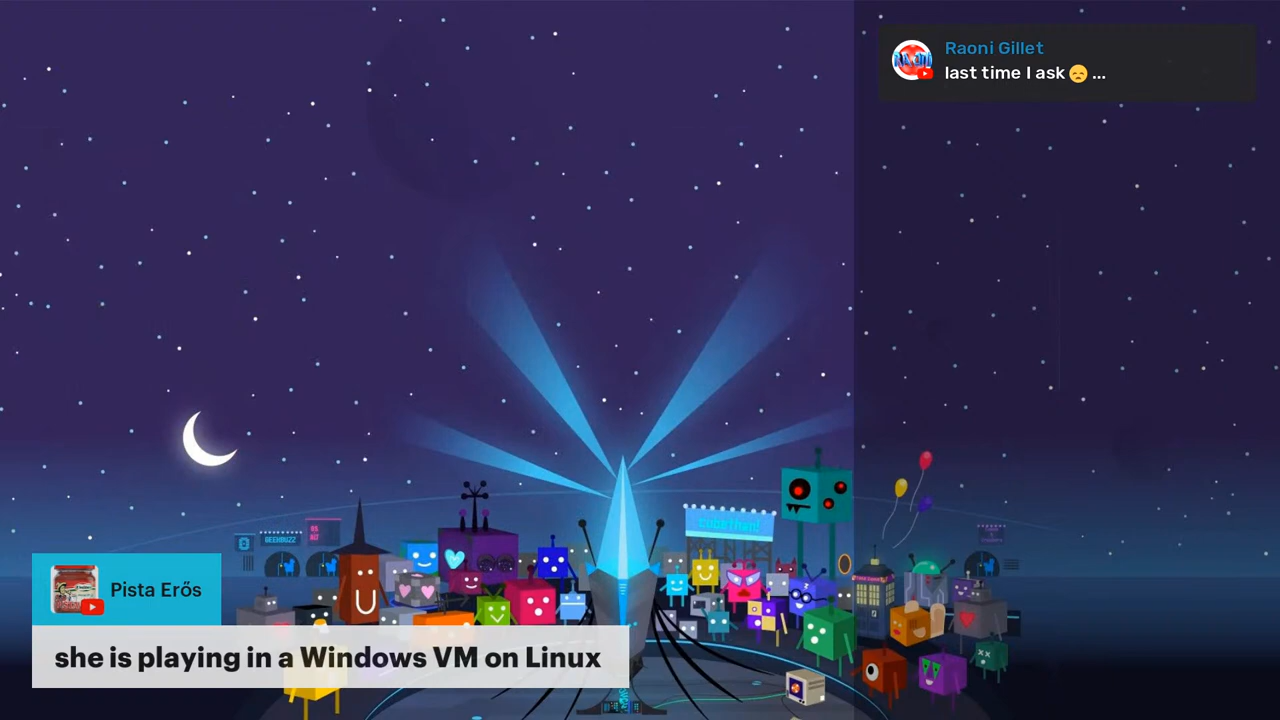 Raoni Gillet
last time I ask 😞 ...
GEEKBUZZ
Pista Erős
she is playing in a Windows VM on Linux